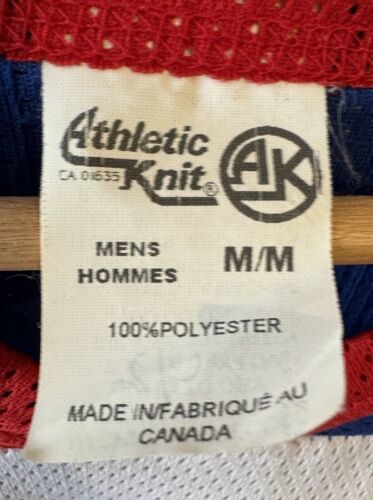 Athletic
Knit®
CA 01635
AK
MENS
HOMMES
M/M
100%POLYESTER
MADE IN/FABRIQUÉ AU
CANADA